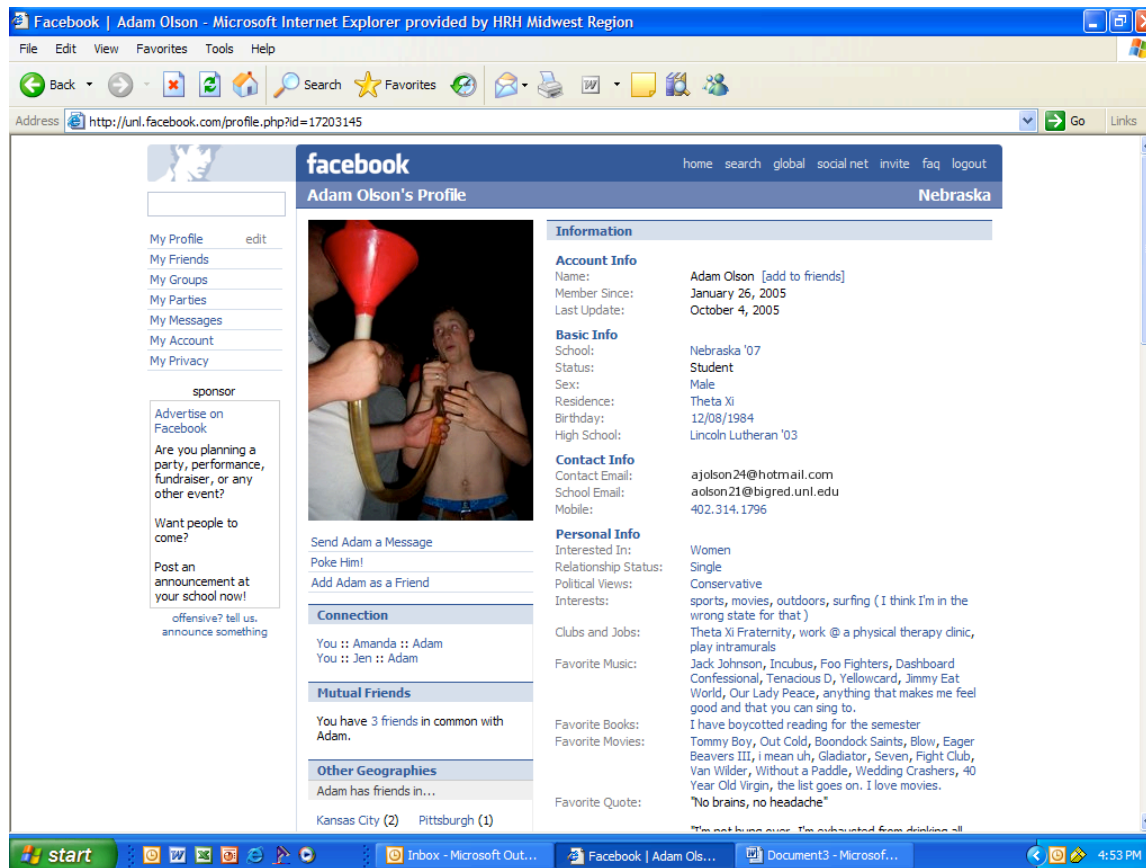 Facebook | Adam Olson - Microsoft Internet Explorer provided by HRH Midwest Region
File Edit View Favorites Tools Help
Back Search Favorites
Address http://unl.facebook.com/profile.php?id=17203145 Go Links
facebook home search global social net invite faq logout
Adam Olson's Profile Nebraska
My Profile edit
My Friends
My Groups
My Parties
My Messages
My Account
My Privacy
sponsor
Advertise on
Facebook
Are you planning a
party, performance,
fundraiser, or any
other event?
Want people to
come?
Post an
announcement at
your school now!
offensive? tell us.
announce something
Send Adam a Message
Poke Him!
Add Adam as a Friend
Connection
You :: Amanda :: Adam
You :: Jen :: Adam
Mutual Friends
You have 3 friends in common with
Adam.
Other Geographies
Adam has friends in...
Kansas City (2) Pittsburgh (1)
Information
Account Info
Name: Adam Olson [add to friends]
Member Since: January 26, 2005
Last Update: October 4, 2005
Basic Info
School: Nebraska '07
Status: Student
Sex: Male
Residence: Theta Xi
Birthday: 12/08/1984
High School: Lincoln Lutheran '03
Contact Info
Contact Email: ajolson24@hotmail.com
School Email: aolson21@bigred.unl.edu
Mobile: 402.314.1796
Personal Info
Interested In: Women
Relationship Status: Single
Political Views: Conservative
Interests: sports, movies, outdoors, surfing ( I think I'm in the
wrong state for that )
Clubs and Jobs: Theta Xi Fraternity, work @ a physical therapy clinic,
play intramurals
Favorite Music: Jack Johnson, Incubus, Foo Fighters, Dashboard
Confessional, Tenacious D, Yellowcard, Jimmy Eat
World, Our Lady Peace, anything that makes me feel
good and that you can sing to.
Favorite Books: I have boycotted reading for the semester
Favorite Movies: Tommy Boy, Out Cold, Boondock Saints, Blow, Eager
Beavers III, i mean uh, Gladiator, Seven, Fight Club,
Van Wilder, Without a Paddle, Wedding Crashers, 40
Year Old Virgin, the list goes on. I love movies.
Favorite Quote: "No brains, no headache"
"I'm not hung over, I'm exhausted from drinking all
start Inbox - Microsoft Out... Facebook | Adam Ols... Document3 - Microsof... 4:53 PM